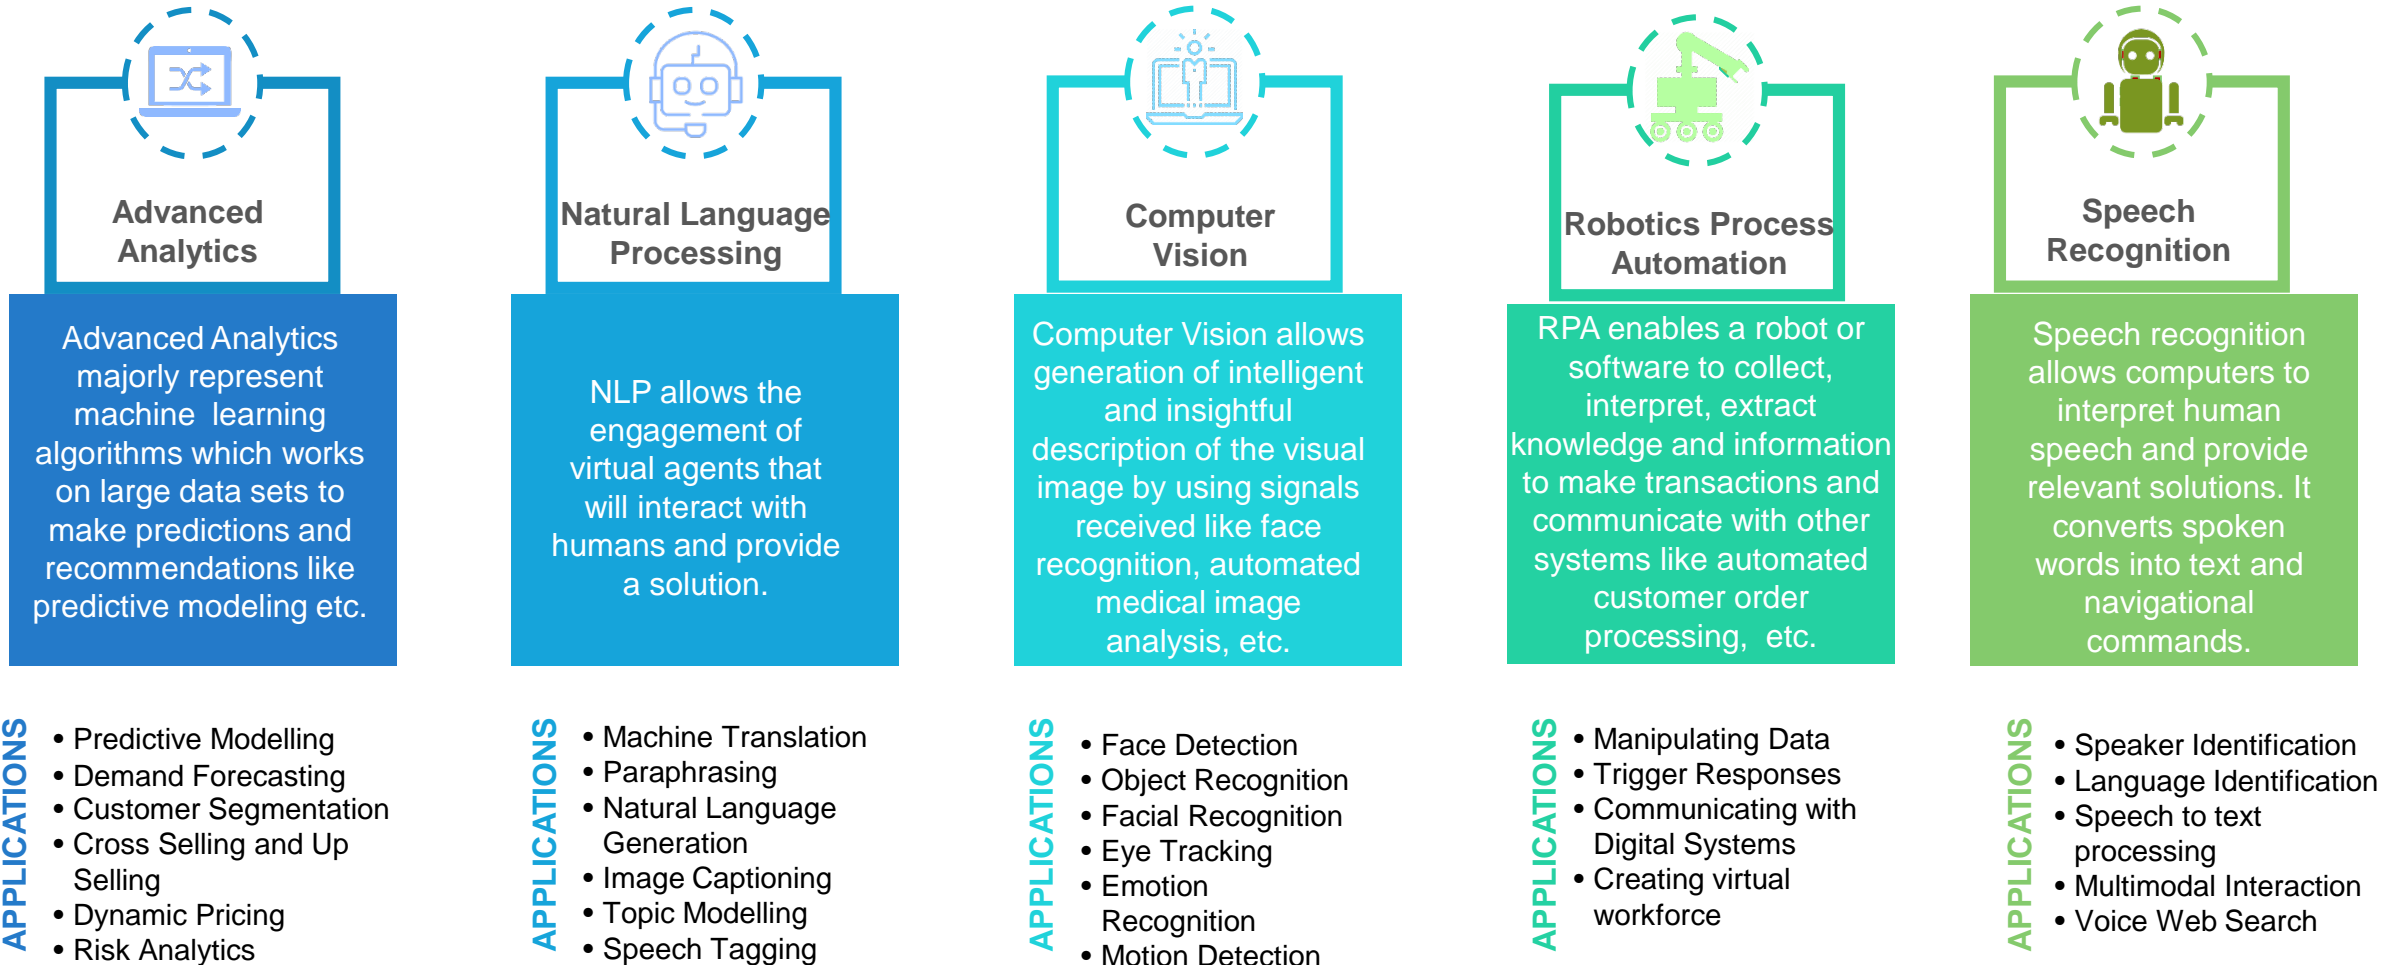 Advanced
Analytics
Advanced Analytics
majorly represent
machine learning
algorithms which works
on large data sets to
make predictions and
recommendations like
predictive modeling etc.
APPLICATIONS
• Predictive Modelling
• Demand Forecasting
• Customer Segmentation
• Cross Selling and Up
Selling
• Dynamic Pricing
• Risk Analytics
Natural Language
Processing
NLP allows the
engagement of
virtual agents that
will interact with
humans and provide
a solution.
APPLICATIONS
• Machine Translation
• Paraphrasing
• Natural Language
Generation
• Image Captioning
• Topic Modelling
• Speech Tagging
Computer
Vision
Computer Vision allows
generation of intelligent
and insightful
description of the visual
image by using signals
received like face
recognition, automated
medical image
analysis, etc.
APPLICATIONS
• Face Detection
• Object Recognition
• Facial Recognition
• Eye Tracking
• Emotion
Recognition
• Motion Detection
Robotics Process
Automation
RPA enables a robot or
software to collect,
interpret, extract
knowledge and information
to make transactions and
communicate with other
systems like automated
customer order
processing, etc.
APPLICATIONS
• Manipulating Data
• Trigger Responses
• Communicating with
Digital Systems
• Creating virtual
workforce
Speech
Recognition
Speech recognition
allows computers to
interpret human
speech and provide
relevant solutions. It
converts spoken
words into text and
navigational
commands.
APPLICATIONS
• Speaker Identification
• Language Identification
• Speech to text
processing
• Multimodal Interaction
• Voice Web Search